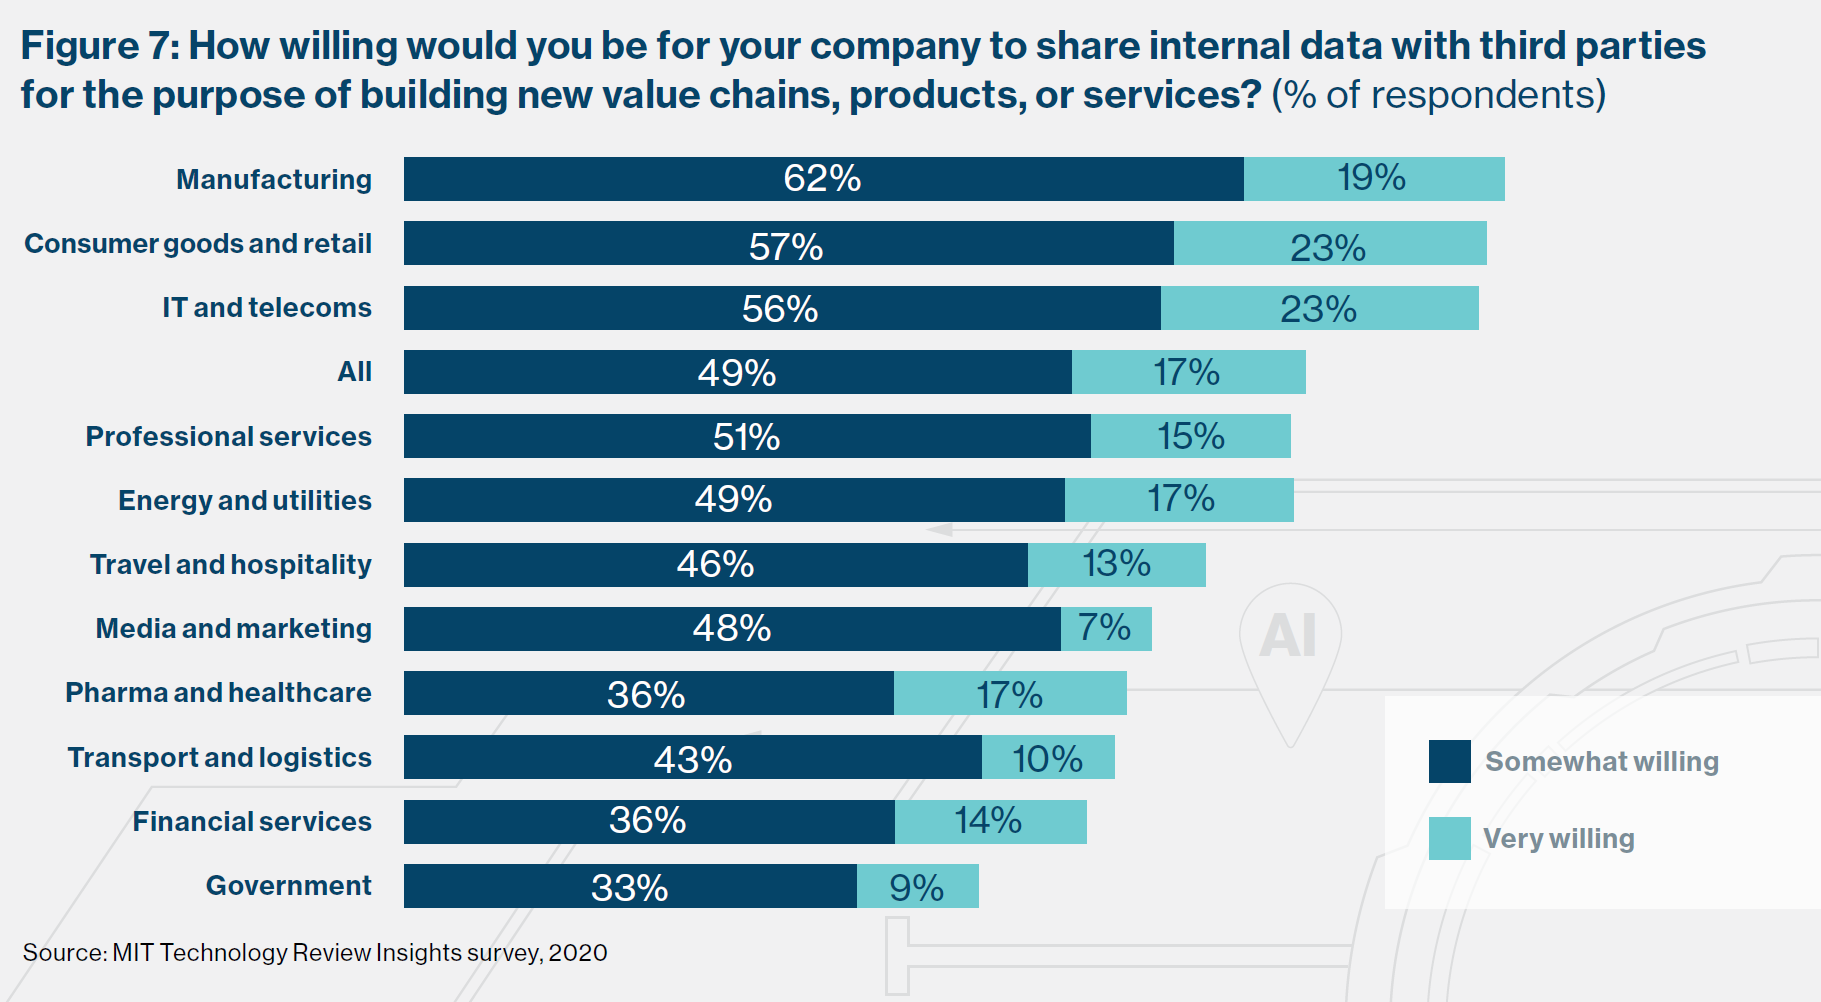 Figure 7: How willing would you be for your company to share internal data with third parties
for the purpose of building new value chains, products, or services? (% of respondents)
Manufacturing 62% 19%
Consumer goods and retail 57% 23%
IT and telecoms 56% 23%
All 49% 17%
Professional services 51% 15%
Energy and utilities 49% 17%
Travel and hospitality 46% 13%
Media and marketing 48% 7%
AI
Pharma and healthcare 36% 17%
Transport and logistics 43% 10%
Somewhat willing
Financial services 36% 14%
Very willing
Government 33% 9%
Source: MIT Technology Review Insights survey, 2020